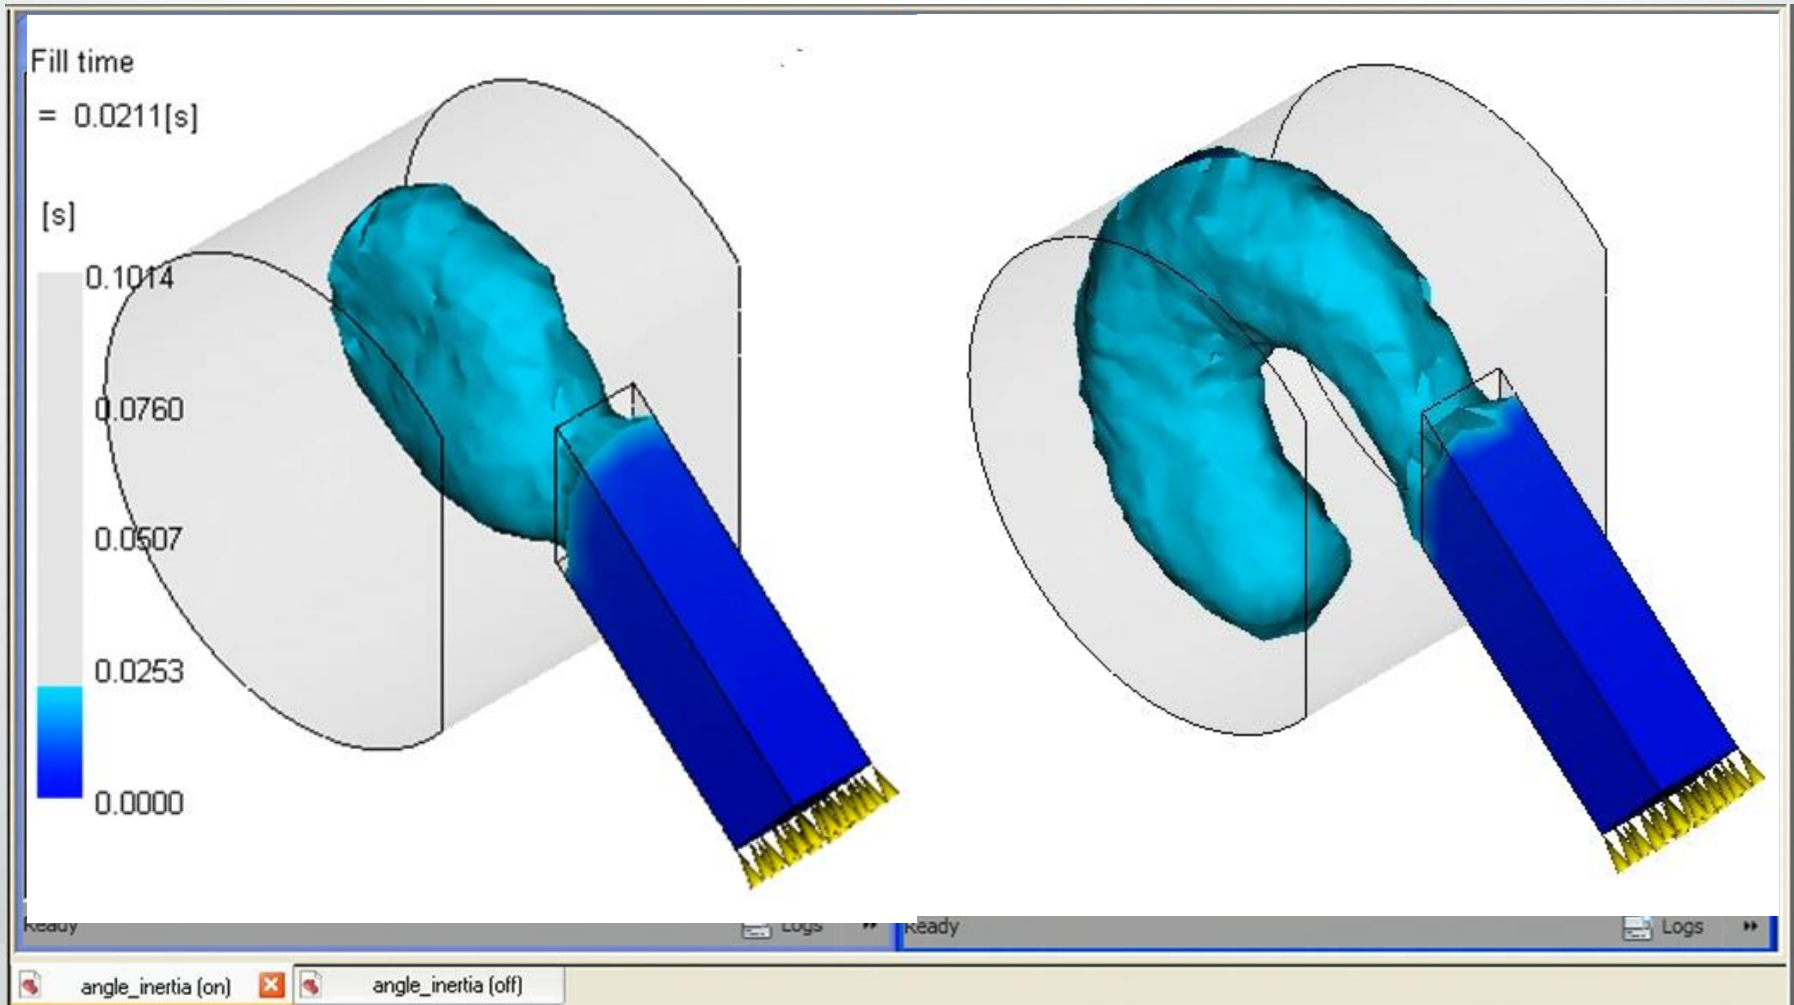 Fill time
= 0.0211[s]
[s]
0.1014
0.0760
0.0507
0.0253
0.0000
Ready
Logs
Ready
Logs
angle_inertia (on)
angle_inertia (off)